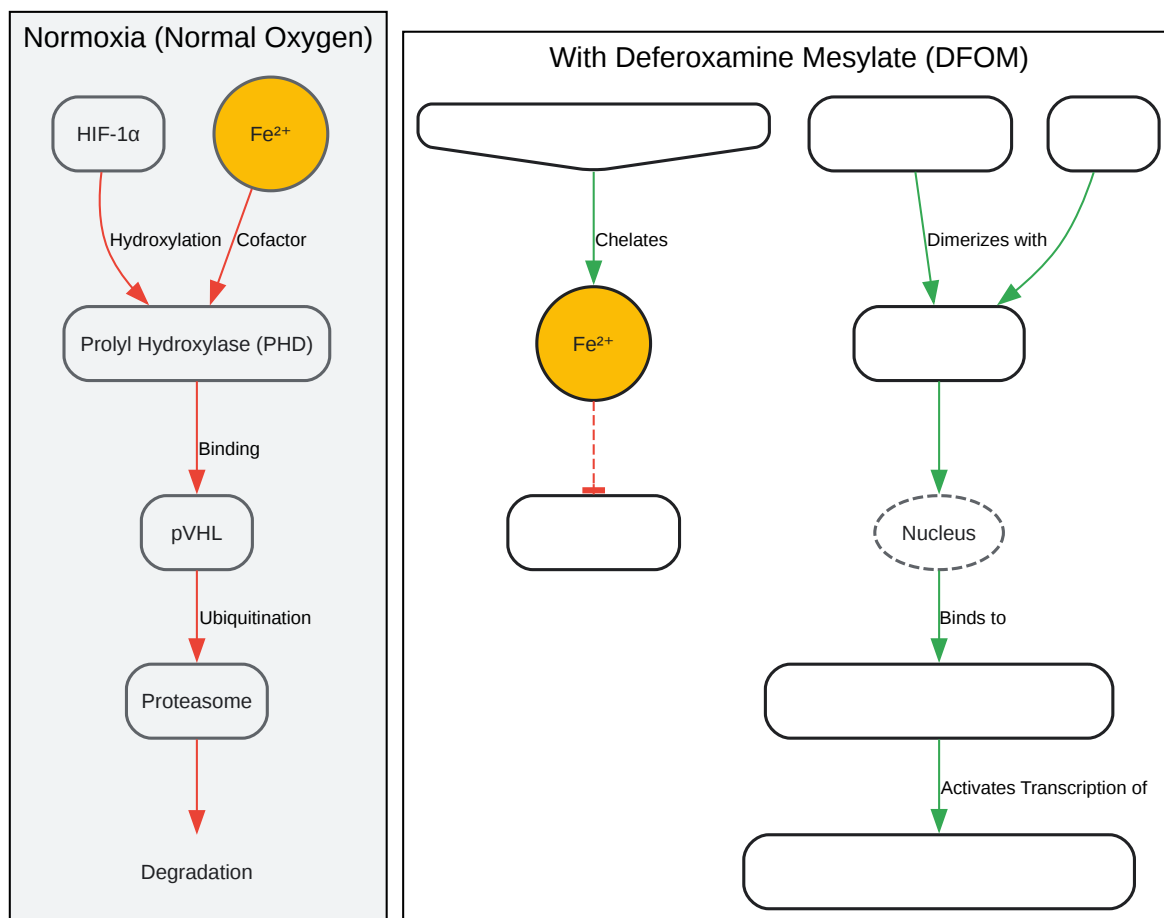 Normoxia (Normal Oxygen)
HIF-1α
Fe²⁺
Hydroxylation
Cofactor
Prolyl Hydroxylase (PHD)
Binding
pVHL
Ubiquitination
Proteasome
Degradation
With Deferoxamine Mesylate (DFOM)
Chelates
Dimerizes with
Fe²⁺
Nucleus
Binds to
Activates Transcription of